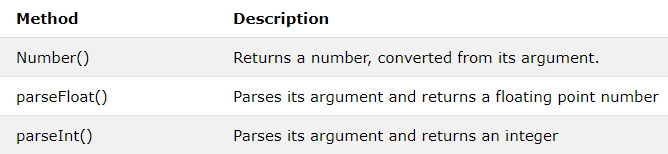 Method Description
Number() Returns a number, converted from its argument.
parseFloat() Parses its argument and returns a floating point number
parseInt() Parses its argument and returns an integer